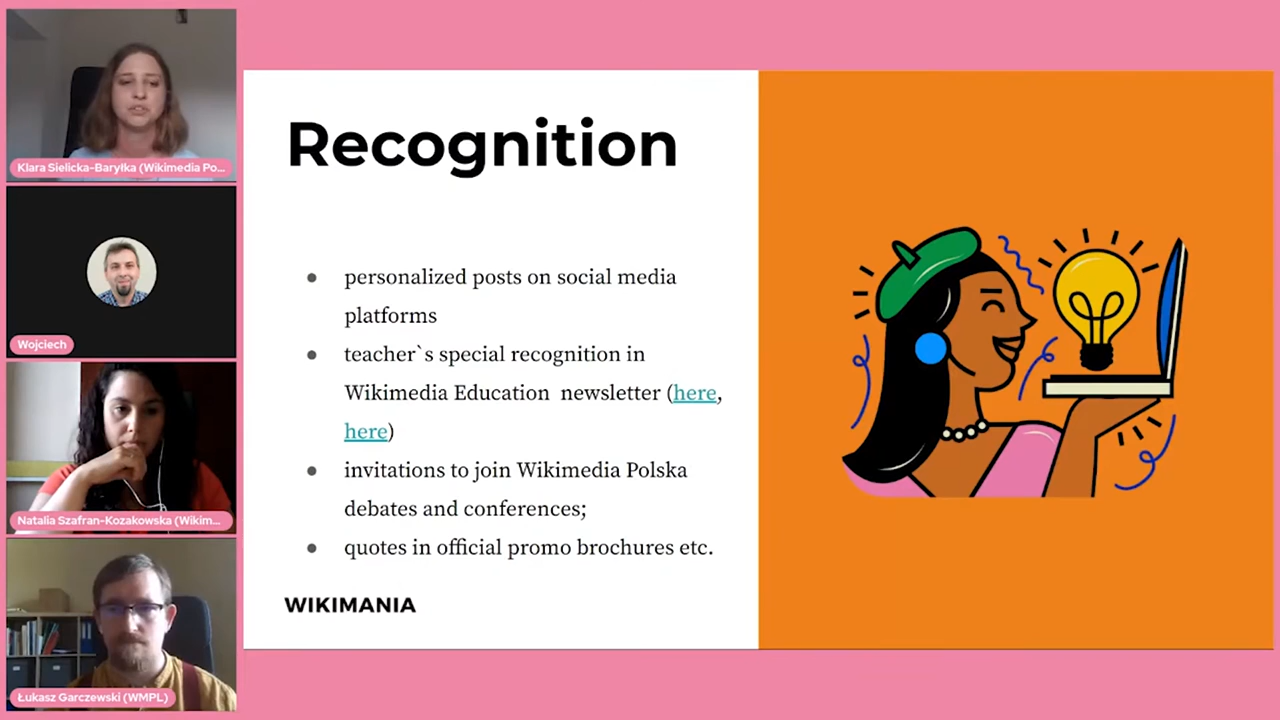 Klara Sielicka-Baryłka (Wikimedia Po...
Wojciech
Natalia Szafran-Kozakowska (Wikim...
Łukasz Garczewski (WMPL)
Recognition
● personalized posts on social media
platforms
● teacher`s special recognition in
Wikimedia Education newsletter (here,
here)
● invitations to join Wikimedia Polska
debates and conferences;
● quotes in official promo brochures etc.
WIKIMANIA